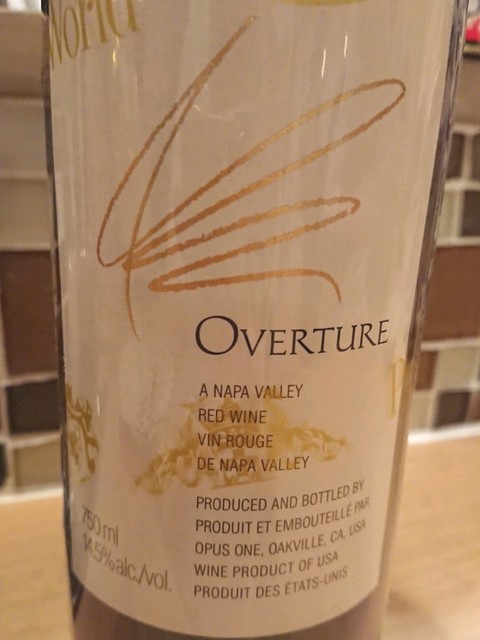 World
OVERTURE
A NAPA VALLEY
RED WINE
VIN ROUGE
DE NAPA VALLEY
PRODUCED AND BOTTLED BY
PRODUIT ET EMBOUTEILLÉ PAR
OPUS ONE, OAKVILLE, CA, USA
WINE PRODUCT OF USA
PRODUIT DES ÉTATS-UNIS
750 ml
14.5% alc./vol.